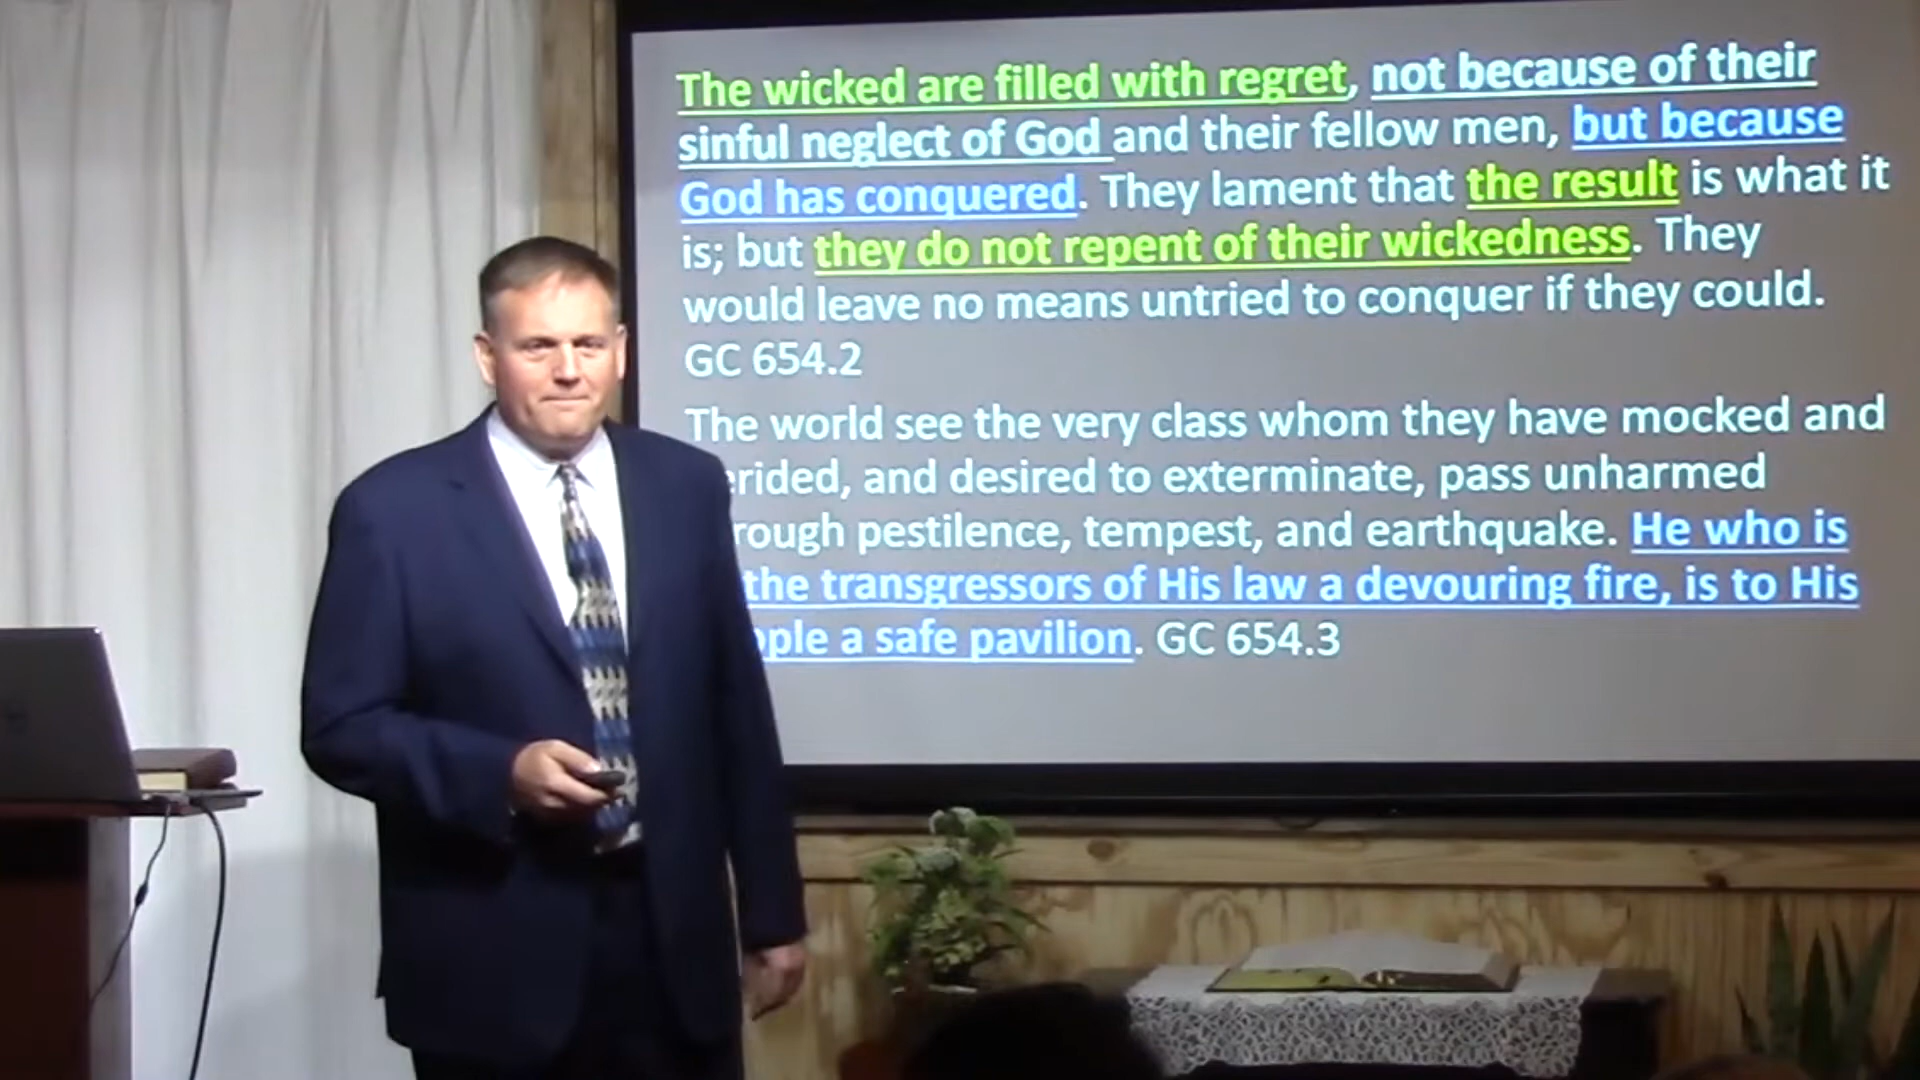 The wicked are filled with regret, not because of their
sinful neglect of God and their fellow men, but because
God has conquered. They lament that the result is what it
is; but they do not repent of their wickedness. They
would leave no means untried to conquer if they could.
GC 654.2
The world see the very class whom they have mocked and
erided, and desired to exterminate, pass unharmed
rough pestilence, tempest, and earthquake. He who is
the transgressors of His law a devouring fire, is to His
ople a safe pavilion. GC 654.3